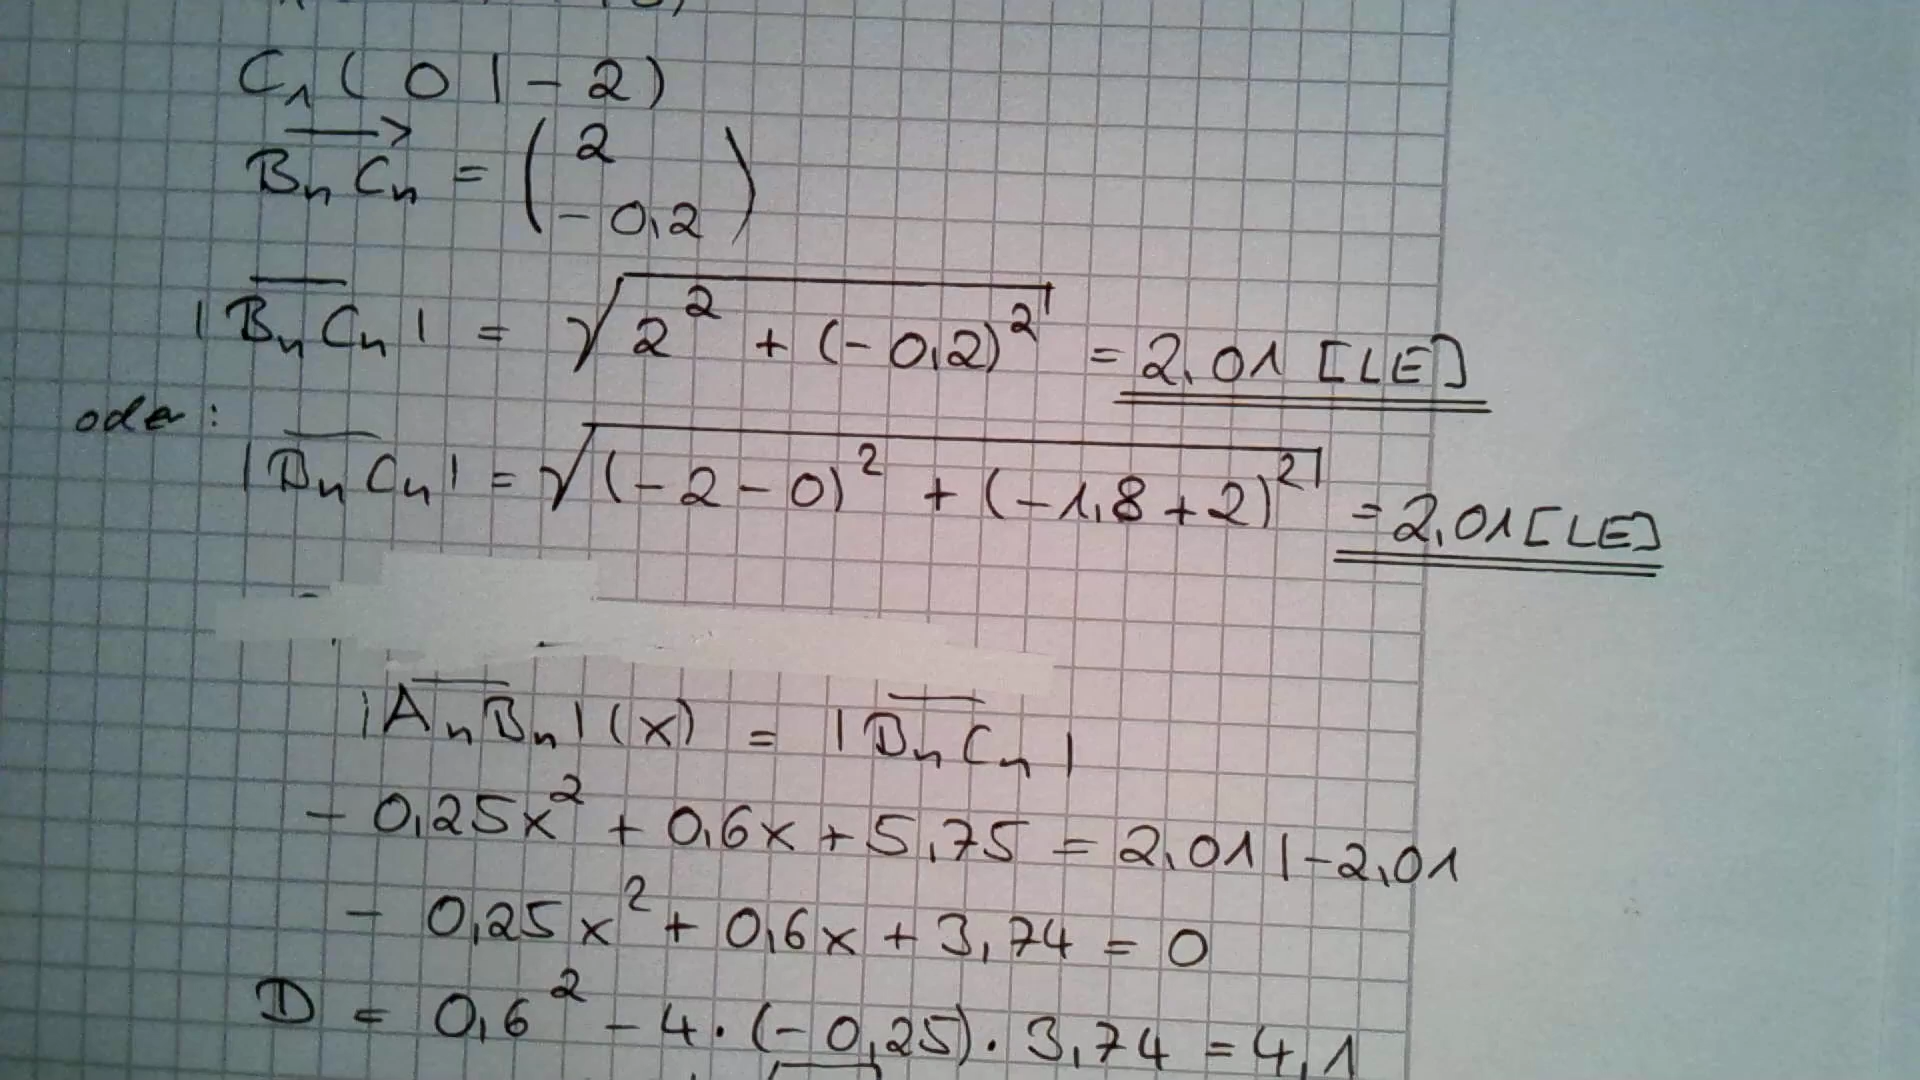 C₁ ( 0 | - 2 )
→BₙCₙ = ( 2 -0,2 )
|BₙCₙ| = √(2² + (-0,2)²) = 2,01 [LE]
oder:
|BₙCₙ| = √((-2-0)² + (-1,8+2)²) = 2,01 [LE]
|AₙBₙ|(x) = |BₙCₙ|
- 0,25x² + 0,6x + 5,75 = 2,01 | -2,01
- 0,25x² + 0,6x + 3,74 = 0
D = 0,6² - 4 · (-0,25) · 3,74 = 4,1